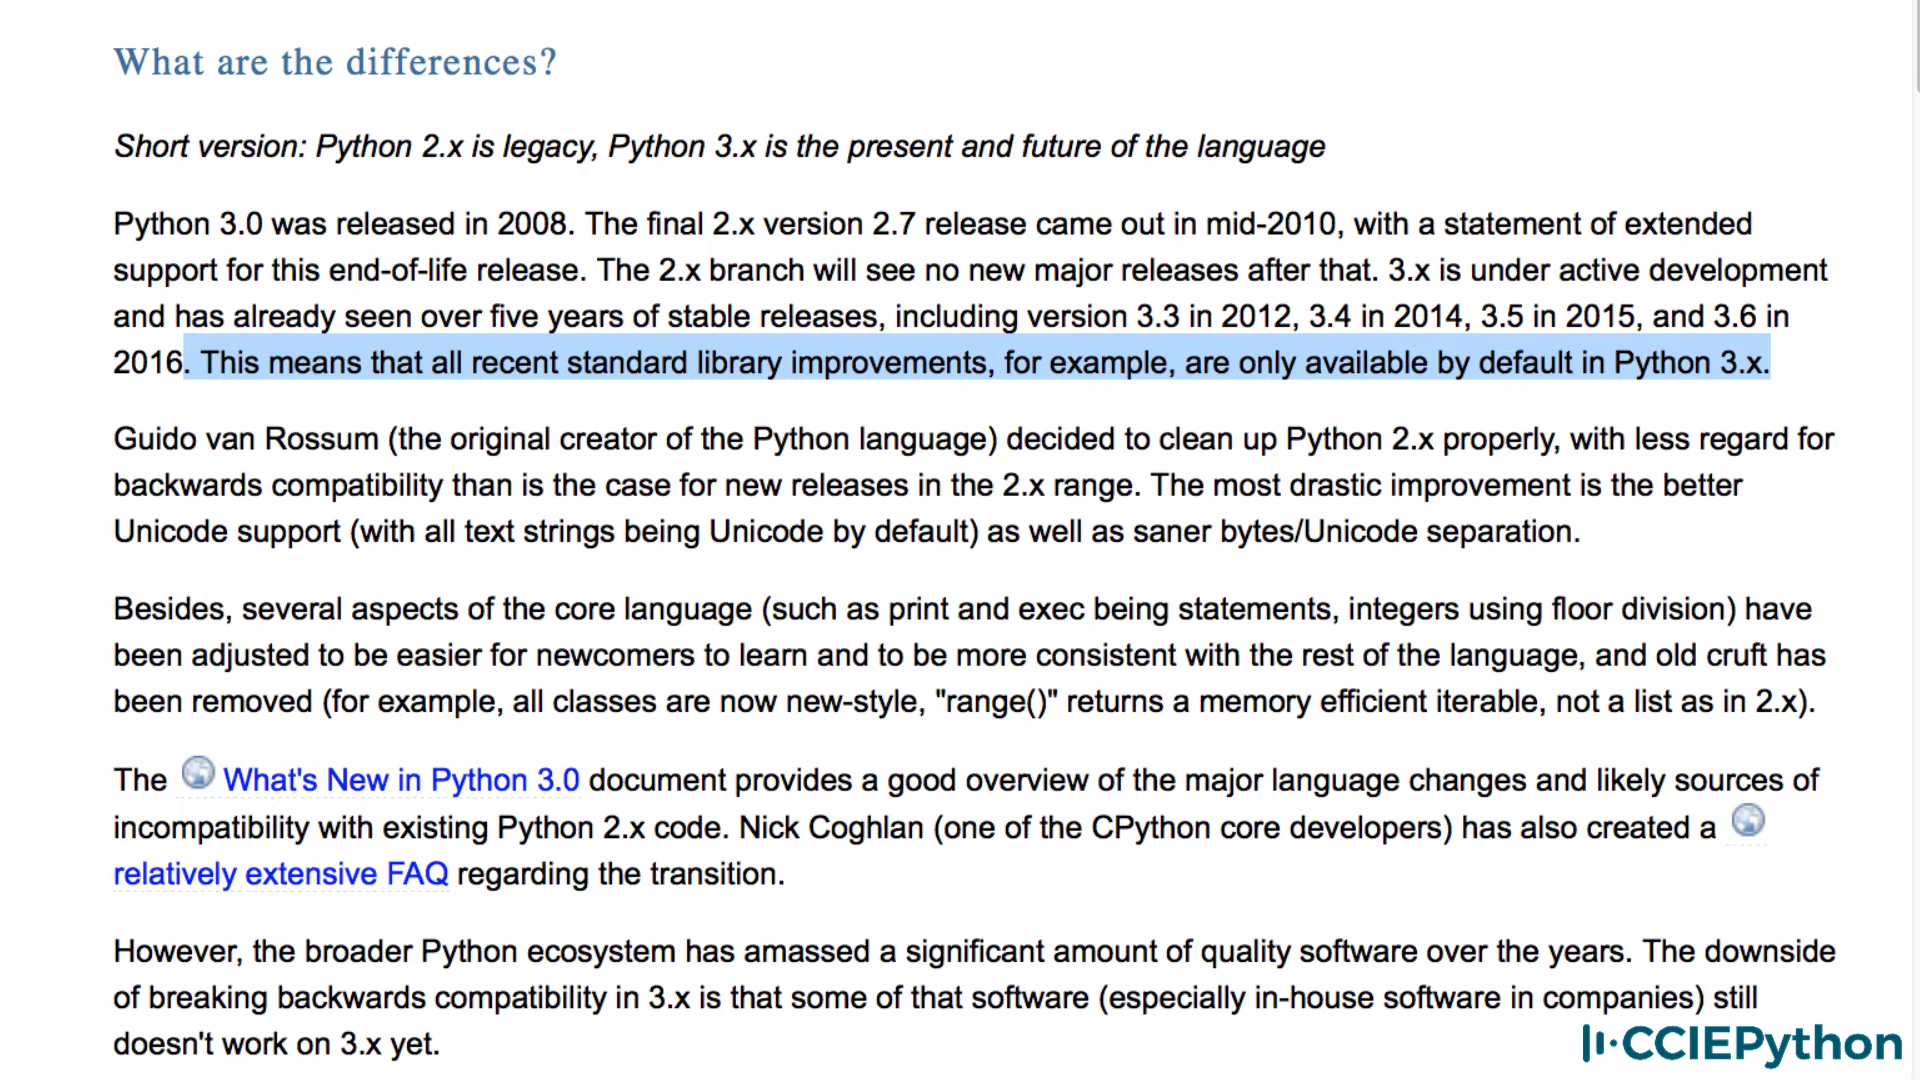 What are the differences?
Short version: Python 2.x is legacy, Python 3.x is the present and future of the language
Python 3.0 was released in 2008. The final 2.x version 2.7 release came out in mid-2010, with a statement of extended
support for this end-of-life release. The 2.x branch will see no new major releases after that. 3.x is under active development
and has already seen over five years of stable releases, including version 3.3 in 2012, 3.4 in 2014, 3.5 in 2015, and 3.6 in
2016. This means that all recent standard library improvements, for example, are only available by default in Python 3.x.
Guido van Rossum (the original creator of the Python language) decided to clean up Python 2.x properly, with less regard for
backwards compatibility than is the case for new releases in the 2.x range. The most drastic improvement is the better
Unicode support (with all text strings being Unicode by default) as well as saner bytes/Unicode separation.
Besides, several aspects of the core language (such as print and exec being statements, integers using floor division) have
been adjusted to be easier for newcomers to learn and to be more consistent with the rest of the language, and old cruft has
been removed (for example, all classes are now new-style, "range()" returns a memory efficient iterable, not a list as in 2.x).
The What's New in Python 3.0 document provides a good overview of the major language changes and likely sources of
incompatibility with existing Python 2.x code. Nick Coghlan (one of the CPython core developers) has also created a
relatively extensive FAQ regarding the transition.
However, the broader Python ecosystem has amassed a significant amount of quality software over the years. The downside
of breaking backwards compatibility in 3.x is that some of that software (especially in-house software in companies) still
doesn't work on 3.x yet.
CCIEPython